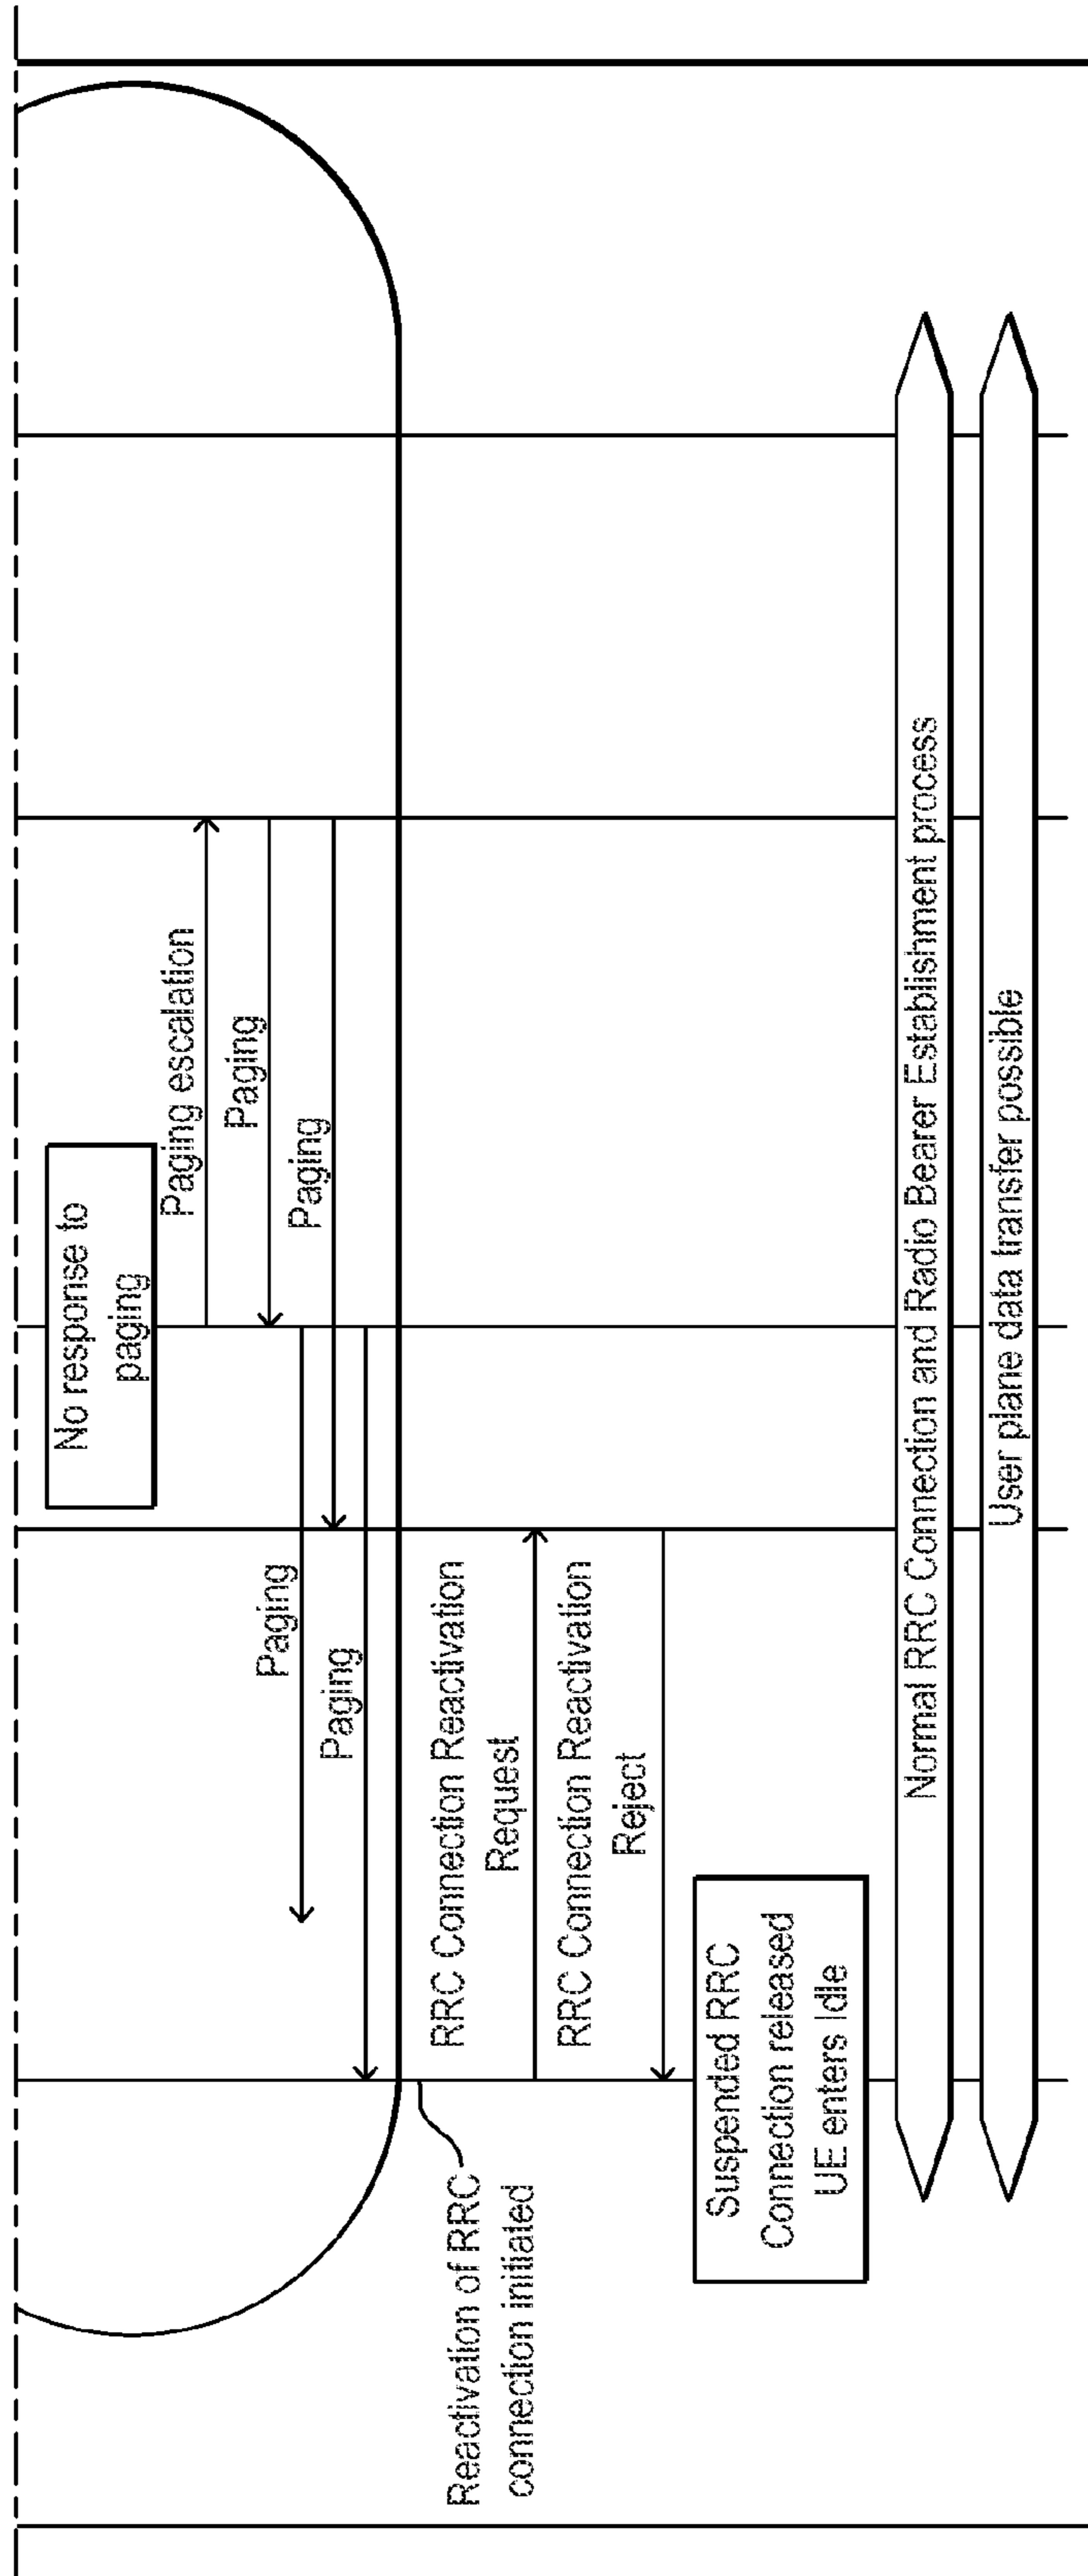 No response to
paging
Paging escalation
Paging
Paging
Paging
Paging
Reactivation of RRC
connection initiated
RRC Connection Reactivation
Request
RRC Connection Reactivation
Reject
Suspended RRC
Connection released
UE enters Idle
Normal RRC Connection and Radio Bearer Establishment process
User plane data transfer possible